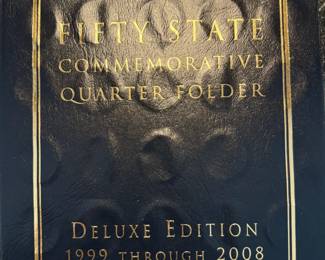 FIFTY STATE
COMMEMORATIVE
QUARTER FOLDER
DELUXE EDITION
1999 THROUGH 2008